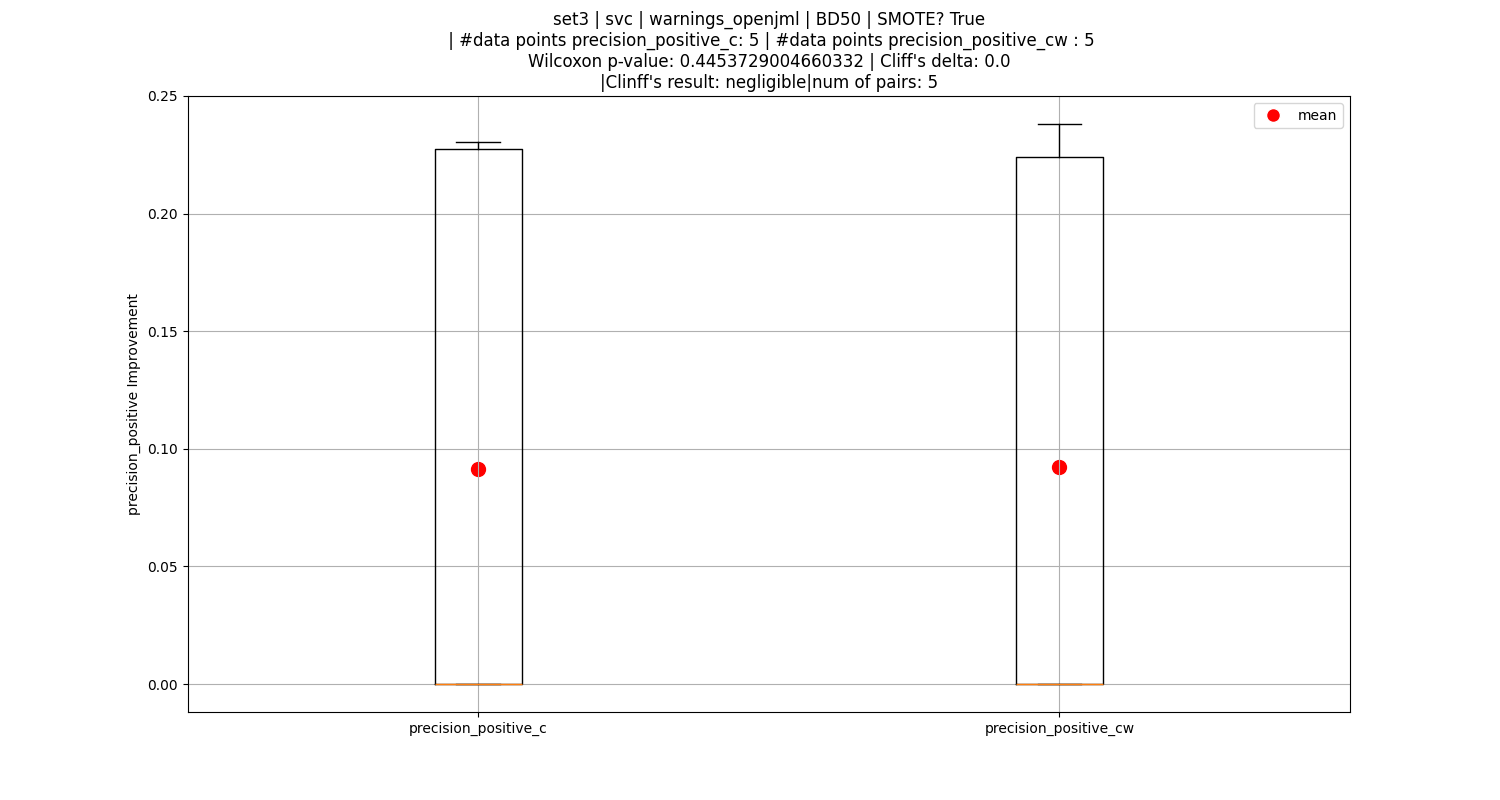 set3 | svc | warnings_openjml | BD50 | SMOTE? True
| #data points precision_positive_c: 5 | #data points precision_positive_cw : 5
Wilcoxon p-value: 0.4453729004660332 | Cliff's delta: 0.0
|Clinff's result: negligible|num of pairs: 5
mean
precision_positive Improvement
0.25
0.20
0.15
0.10
0.05
0.00
precision_positive_c
precision_positive_cw